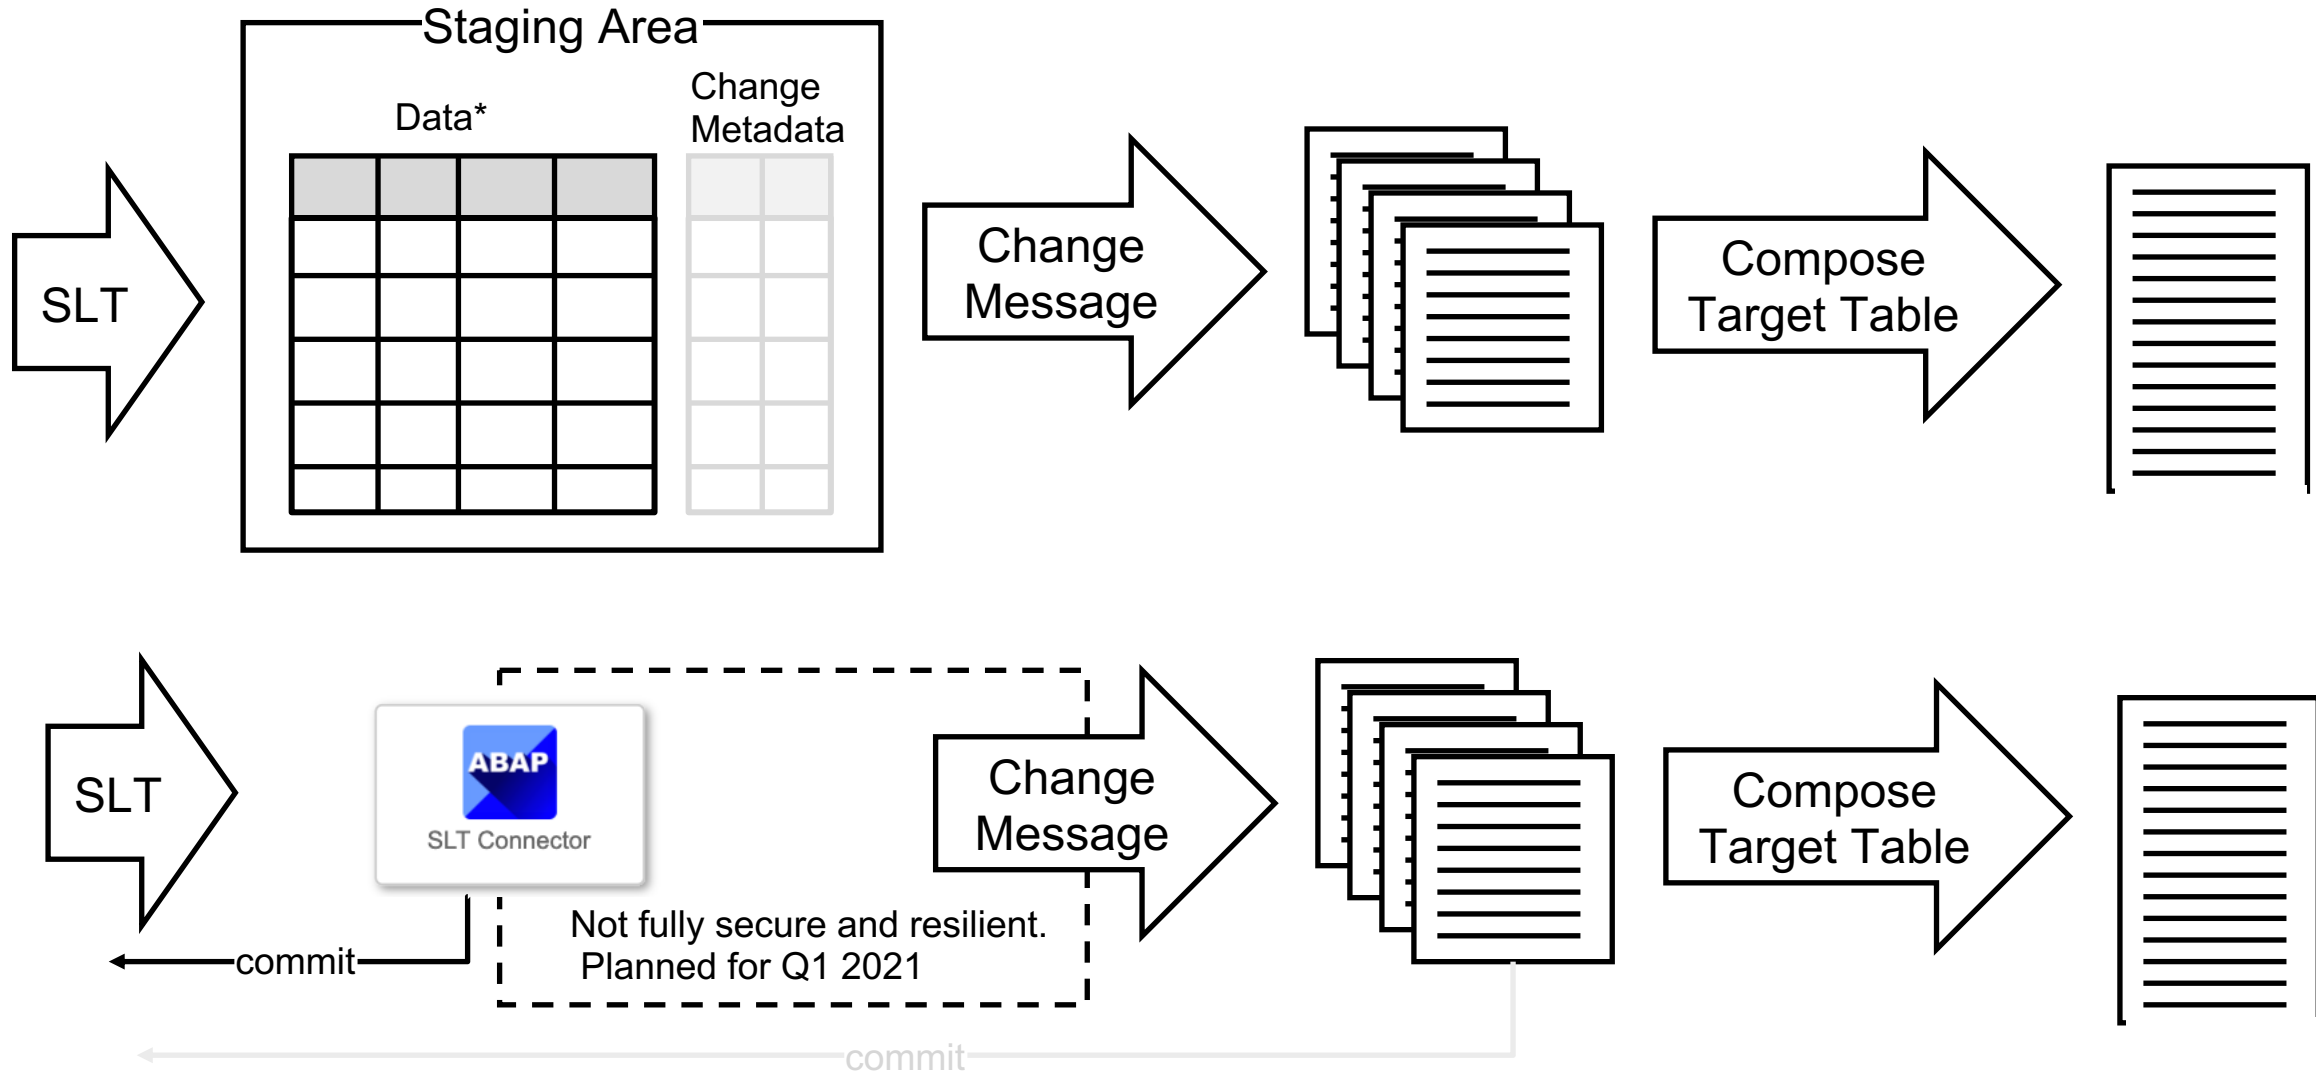 Staging Area
Data*
Change
Metadata
SLT
Change
Message
Compose
Target Table
SLT
ABAP
SLT Connector
Change
Message
Compose
Target Table
Not fully secure and resilient.
Planned for Q1 2021
commit
commit